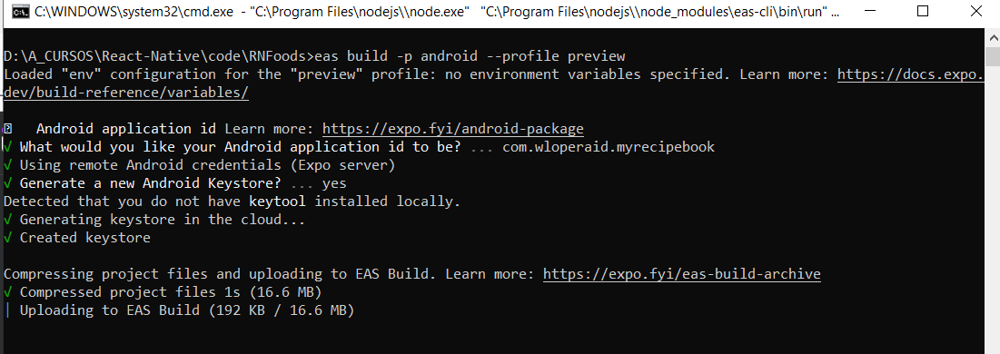 C:\WINDOWS\system32\cmd.exe - "C:\Program Files\nodejs\\node.exe" "C:\Program Files\nodejs\\node_modules\eas-cli\bin\run" ...
D:\A_CURSOS\React-Native\code\RNFoods>eas build -p android --profile preview
Loaded "env" configuration for the "preview" profile: no environment variables specified. Learn more: https://docs.expo.
dev/build-reference/variables/
Android application id Learn more: https://expo.fyi/android-package
√ What would you like your Android application id to be? ... com.wloperaid.myrecipebook
√ Using remote Android credentials (Expo server)
√ Generate a new Android Keystore? ... yes
Detected that you do not have keytool installed locally.
√ Generating keystore in the cloud...
√ Created keystore
Compressing project files and uploading to EAS Build. Learn more: https://expo.fyi/eas-build-archive
√ Compressed project files 1s (16.6 MB)
| Uploading to EAS Build (192 KB / 16.6 MB)